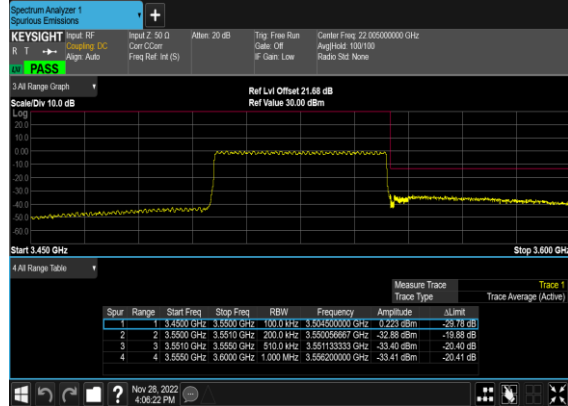 Spectrum Analyzer 1
Spurious Emissions
+
KEYSIGHT Input: RF Input Z: 50 Ω Atten: 20 dB Trig: Free Run Center Freq: 22.005000000 GHz
R T Coupling: DC Corr CCorr Gate: Off Avg|Hold: 100/100
Align: Auto Freq Ref: Int (S) IF Gain: Low Radio Std: None
PASS
3 All Range Graph Ref Lvl Offset 21.68 dB
Scale/Div 10.0 dB Ref Value 30.00 dBm
Log
20.0
10.0
0.00
-10.0
-20.0
-30.0
-40.0
-50.0
-60.0
Start 3.450 GHz Stop 3.600 GHz
4 All Range Table
Measure Trace Trace 1
Trace Type Trace Average (Active)
Spur Range Start Freq Stop Freq RBW Frequency Amplitude ΔLimit
1 1 3.4500 GHz 3.5500 GHz 100.0 kHz 3.504500000 GHz 0.223 dBm -29.78 dB
2 2 3.5500 GHz 3.5510 GHz 200.0 kHz 3.550056667 GHz -32.88 dBm -19.88 dB
3 3 3.5510 GHz 3.5550 GHz 510.0 kHz 3.551133333 GHz -33.40 dBm -20.40 dB
4 4 3.5550 GHz 3.6000 GHz 1.000 MHz 3.556200000 GHz -33.41 dBm -20.41 dB
? Nov 28, 2022
4:06:22 PM